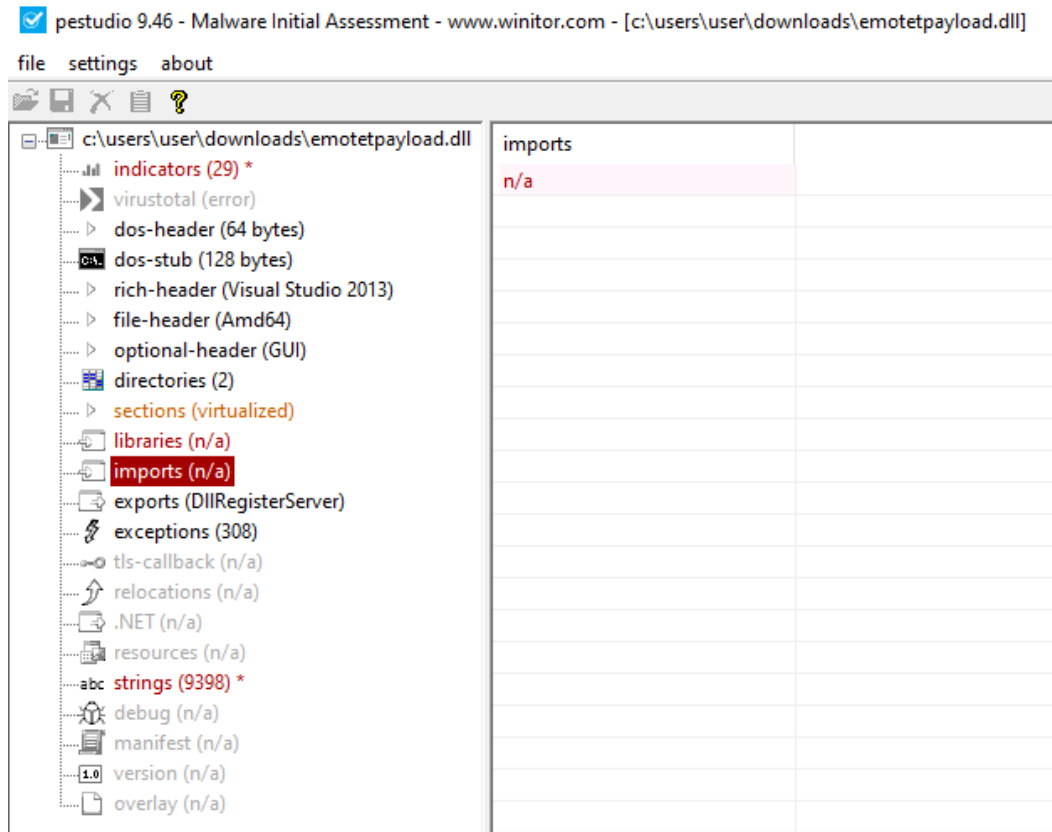 pestudio 9.46 - Malware Initial Assessment - www.winitor.com - [c:\users\user\downloads\emotetpayload.dll]
file settings about
c:\users\user\downloads\emotetpayload.dll
indicators (29) *
virustotal (error)
dos-header (64 bytes)
dos-stub (128 bytes)
rich-header (Visual Studio 2013)
file-header (Amd64)
optional-header (GUI)
directories (2)
sections (virtualized)
libraries (n/a)
imports (n/a)
exports (DllRegisterServer)
exceptions (308)
tls-callback (n/a)
relocations (n/a)
.NET (n/a)
resources (n/a)
abc strings (9398) *
debug (n/a)
manifest (n/a)
1.0 version (n/a)
overlay (n/a)
imports
n/a